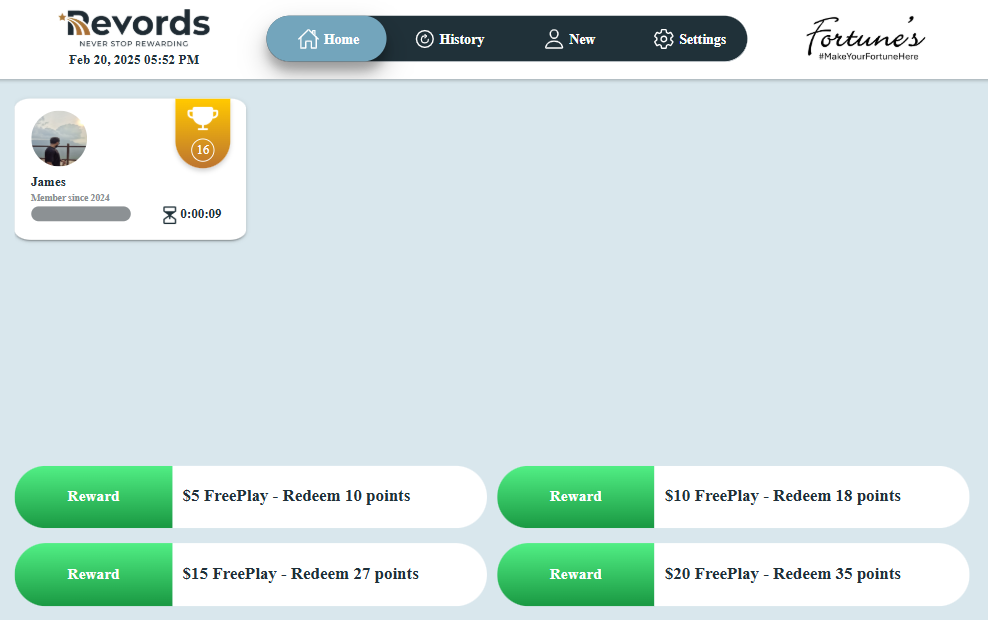 Revords
NEVER STOP REWARDING
Feb 20, 2025 05:52 PM
Home
History
New
Settings
Fortune's
#MakeYourFortuneHere
16
James
Member since 2024
0:00:09
Reward
$5 FreePlay - Redeem 10 points
Reward
$10 FreePlay - Redeem 18 points
Reward
$15 FreePlay - Redeem 27 points
Reward
$20 FreePlay - Redeem 35 points